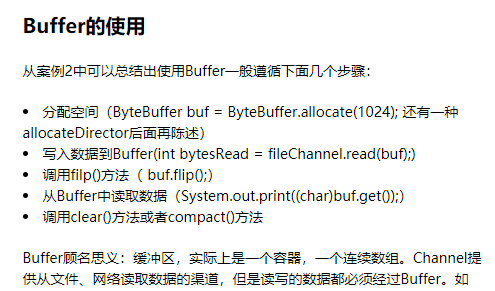 Buffer的使用
从案例2中可以总结出使用Buffer一般遵循下面几个步骤：
• 分配空间（ByteBuffer buf = ByteBuffer.allocate(1024); 还有一种
allocateDirector后面再陈述）
• 写入数据到Buffer(int bytesRead = fileChannel.read(buf);)
• 调用filp()方法（ buf.flip();）
• 从Buffer中读取数据（System.out.print((char)buf.get());）
• 调用clear()方法或者compact()方法
Buffer顾名思义：缓冲区，实际上是一个容器，一个连续数组。Channel提
供从文件、网络读取数据的渠道，但是读写的数据都必须经过Buffer。如